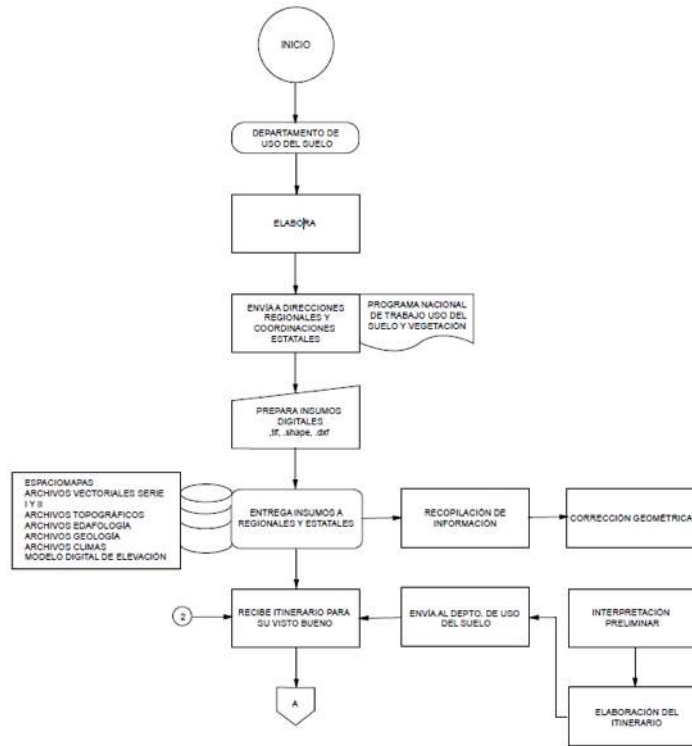 INICIO
DEPARTAMENTO DE
USO DEL SUELO
ELABORA
ENVÍA A DIRECCIONES
REGIONALES Y
COORDINACIONES
ESTATALES
PROGRAMA NACIONAL
DE TRABAJO USO DEL
SUELO Y VEGETACIÓN
PREPARA INSUMOS
DIGITALES
,tif, .shape, .dxf
ESPACIOMAPAS
ARCHIVOS VECTORIALES SERIE
I Y II
ARCHIVOS TOPOGRÁFICOS
ARCHIVOS EDAFOLOGÍA
ARCHIVOS GEOLOGÍA
ARCHIVOS CLIMAS
MODELO DIGITAL DE ELEVACIÓN
ENTREGA INSUMOS A
REGIONALES Y ESTATALES
RECOPILACIÓN DE
INFORMACIÓN
CORRECCIÓN GEOMÉTRICA
2
RECIBE ITINERARIO PARA
SU VISTO BUENO
ENVÍA AL DEPTO. DE USO
DEL SUELO
INTERPRETACIÓN
PRELIMINAR
A
ELABORACIÓN DEL
ITINERARIO